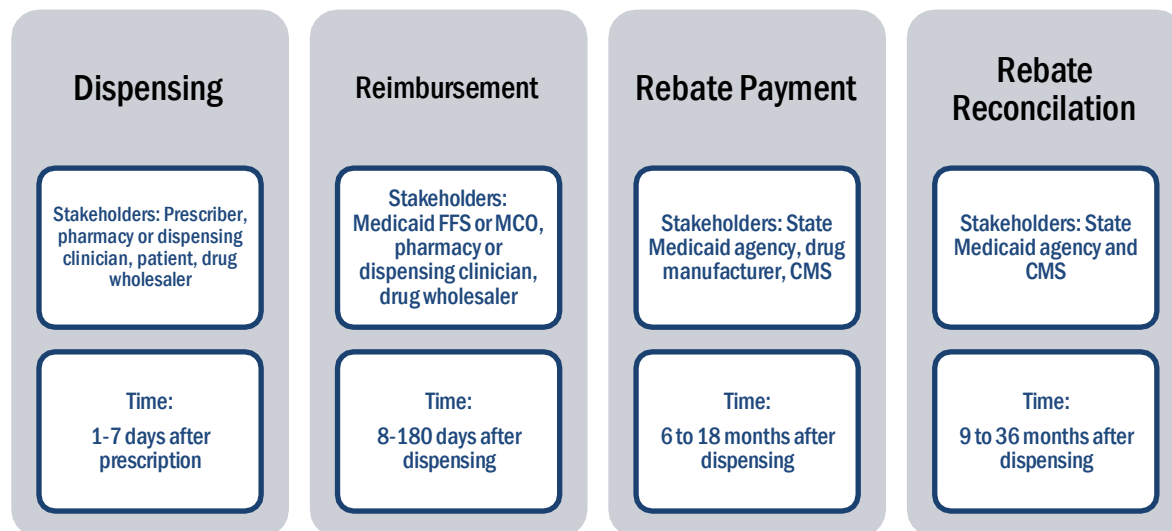 Dispensing
Stakeholders: Prescriber,
pharmacy or dispensing
clinician, patient, drug
wholesaler
Time:
1-7 days after
prescription
Reimbursement
Stakeholders:
Medicaid FFS or MCO,
pharmacy or
dispensing clinician,
drug wholesaler
Time:
8-180 days after
dispensing
Rebate Payment
Stakeholders: State
Medicaid agency, drug
manufacturer, CMS
Time:
6 to 18 months after
dispensing
Rebate
Reconcilation
Stakeholders: State
Medicaid agency and
CMS
Time:
9 to 36 months after
dispensing